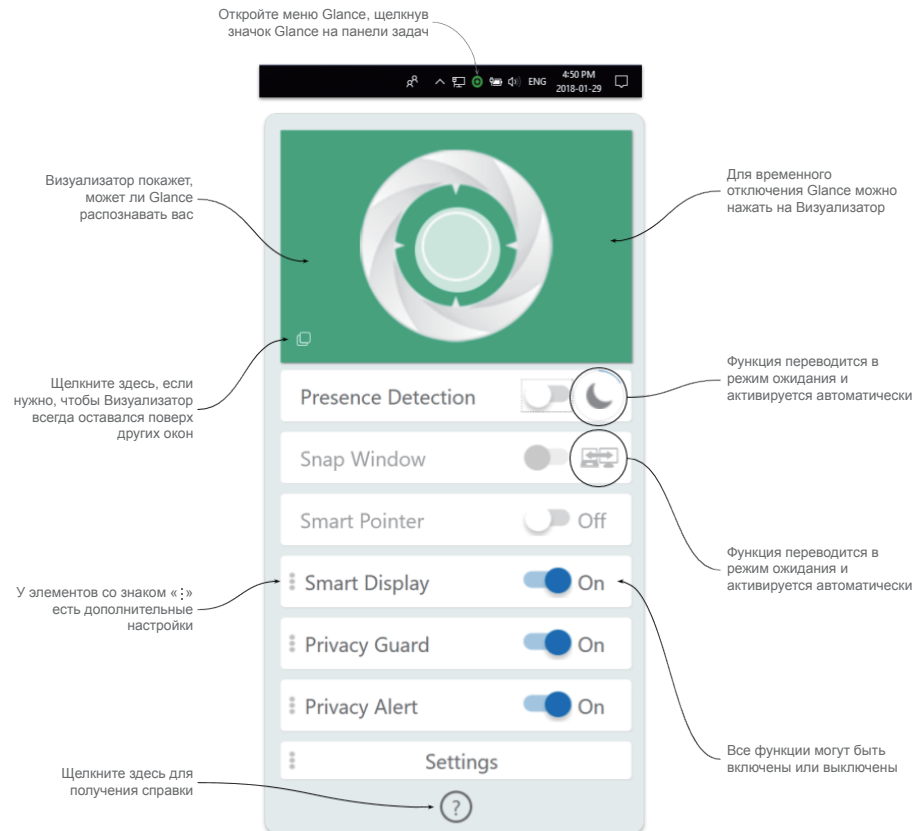 Откройте меню Glance, щелкнув
значок Glance на панели задач
ENG
4:50 PM
2018-01-29
Визуализатор покажет,
может ли Glance
распознавать вас
Для временного
отключения Glance можно
нажать на Визуализатор
Щелкните здесь, если
нужно, чтобы Визуализатор
всегда оставался поверх
других окон
Функция переводится в
режим ожидания и
активируется автоматически
Presence Detection
Snap Window
Smart Pointer Off
Функция переводится в
режим ожидания и
активируется автоматически
У элементов со знаком «⋮»
есть дополнительные
настройки
Smart Display On
Privacy Guard On
Privacy Alert On
Settings
Все функции могут быть
включены или выключены
Щелкните здесь для
получения справки
?